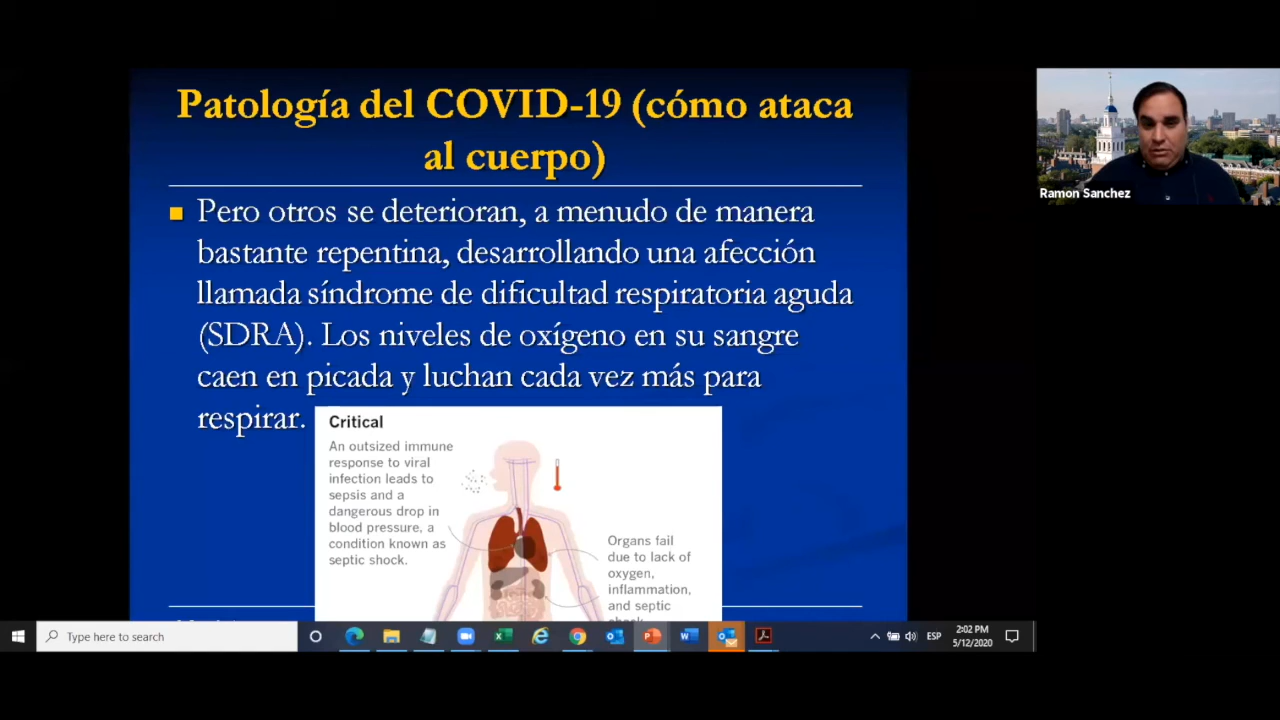 Patología del COVID-19 (cómo ataca
al cuerpo)
Pero otros se deterioran, a menudo de manera
bastante repentina, desarrollando una afección
llamada síndrome de dificultad respiratoria aguda
(SDRA). Los niveles de oxígeno en su sangre
caen en picada y luchan cada vez más para
respirar.
Critical
An outsized immune
response to viral
infection leads to
sepsis and a
dangerous drop in
blood pressure, a
condition known as
septic shock.
Organs fail
due to lack of
oxygen,
inflammation,
and septic
shock.
Ramon Sanchez
Type here to search
ESP
2:02 PM
5/12/2020